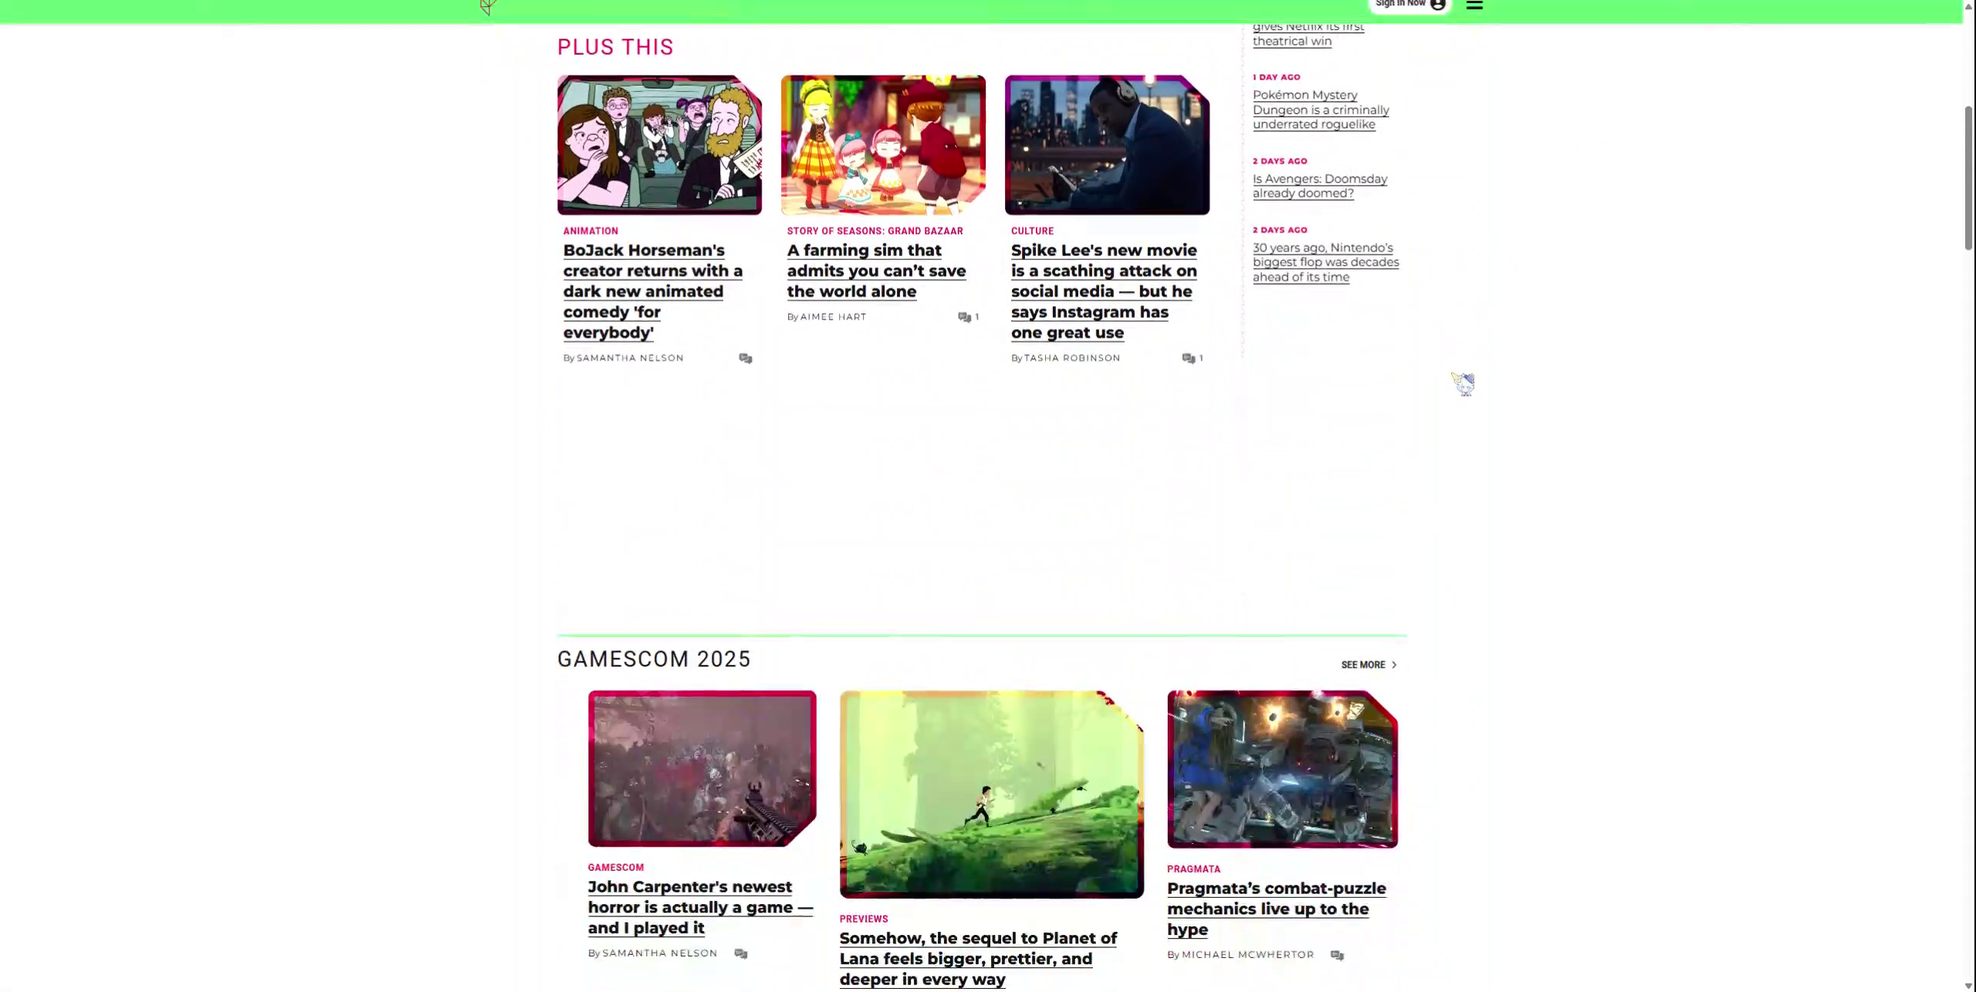 Sign in Now
PLUS THIS
gives Netflix its first
theatrical win
1 DAY AGO
Pokémon Mystery
Dungeon is a criminally
underrated roguelike
2 DAYS AGO
Is Avengers: Doomsday
already doomed?
2 DAYS AGO
30 years ago, Nintendo’s
biggest flop was decades
ahead of its time
ANIMATION
BoJack Horseman's
creator returns with a
dark new animated
comedy 'for
everybody'
By SAMANTHA NELSON
STORY OF SEASONS: GRAND BAZAAR
A farming sim that
admits you can’t save
the world alone
By AIMEE HART
1
CULTURE
Spike Lee's new movie
is a scathing attack on
social media — but he
says Instagram has
one great use
By TASHA ROBINSON
1
GAMESCOM 2025
SEE MORE >
GAMESCOM
John Carpenter's newest
horror is actually a game —
and I played it
By SAMANTHA NELSON
PREVIEWS
Somehow, the sequel to Planet of
Lana feels bigger, prettier, and
deeper in every way
PRAGMATA
Pragmata’s combat-puzzle
mechanics live up to the
hype
By MICHAEL MCWHERTOR